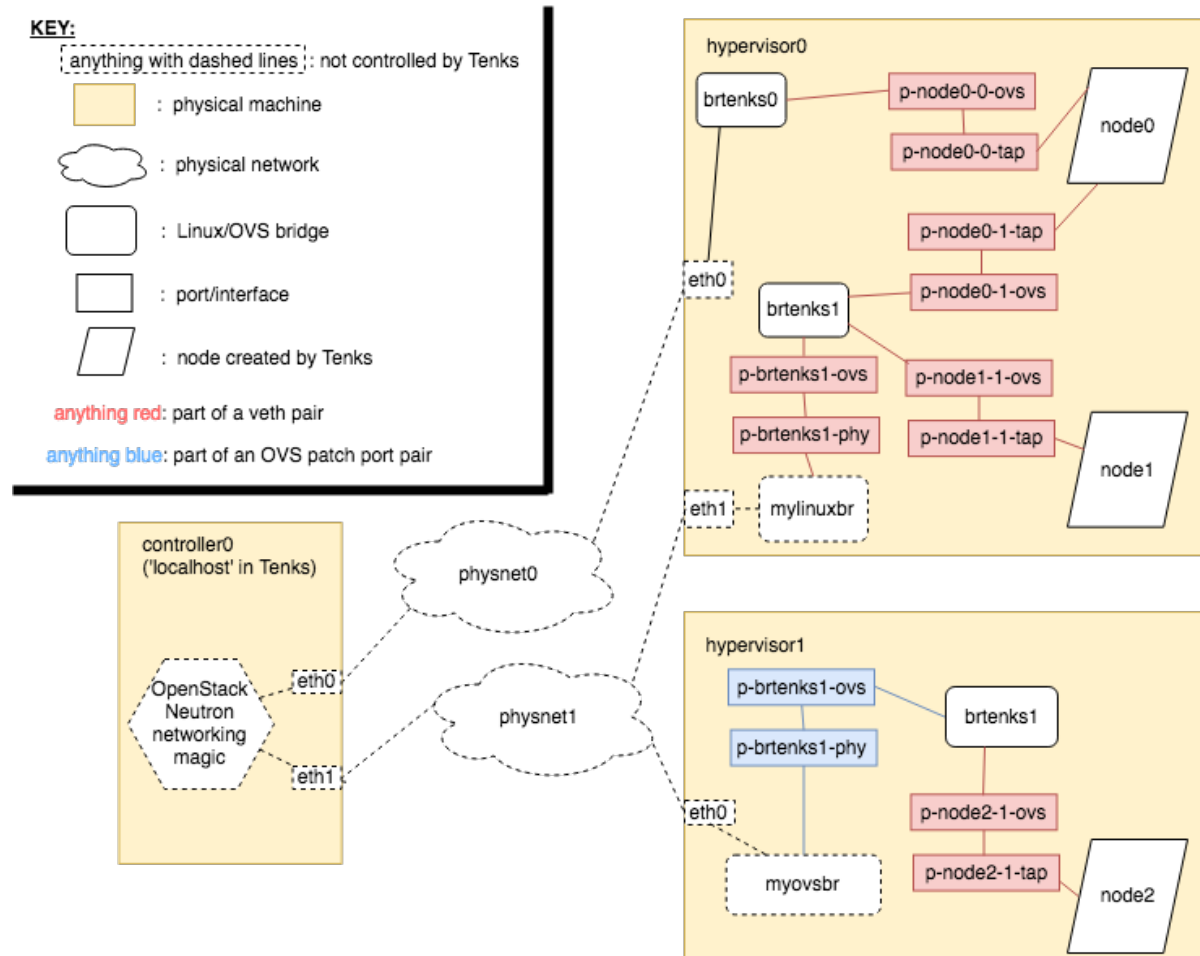 KEY:
anything with dashed lines : not controlled by Tenks
: physical machine
: physical network
: Linux/OVS bridge
: port/interface
: node created by Tenks
anything red: part of a veth pair
anything blue: part of an OVS patch port pair
hypervisor0
brtenks0
p-node0-0-ovs
p-node0-0-tap
node0
p-node0-1-tap
p-node0-1-ovs
eth0
brtenks1
p-brtenks1-ovs
p-node1-1-ovs
p-brtenks1-phy
p-node1-1-tap
node1
eth1
mylinuxbr
controller0
('localhost' in Tenks)
physnet0
OpenStack
Neutron
networking
magic
eth0
eth1
physnet1
hypervisor1
p-brtenks1-ovs
brtenks1
p-brtenks1-phy
eth0
p-node2-1-ovs
myovsbr
p-node2-1-tap
node2